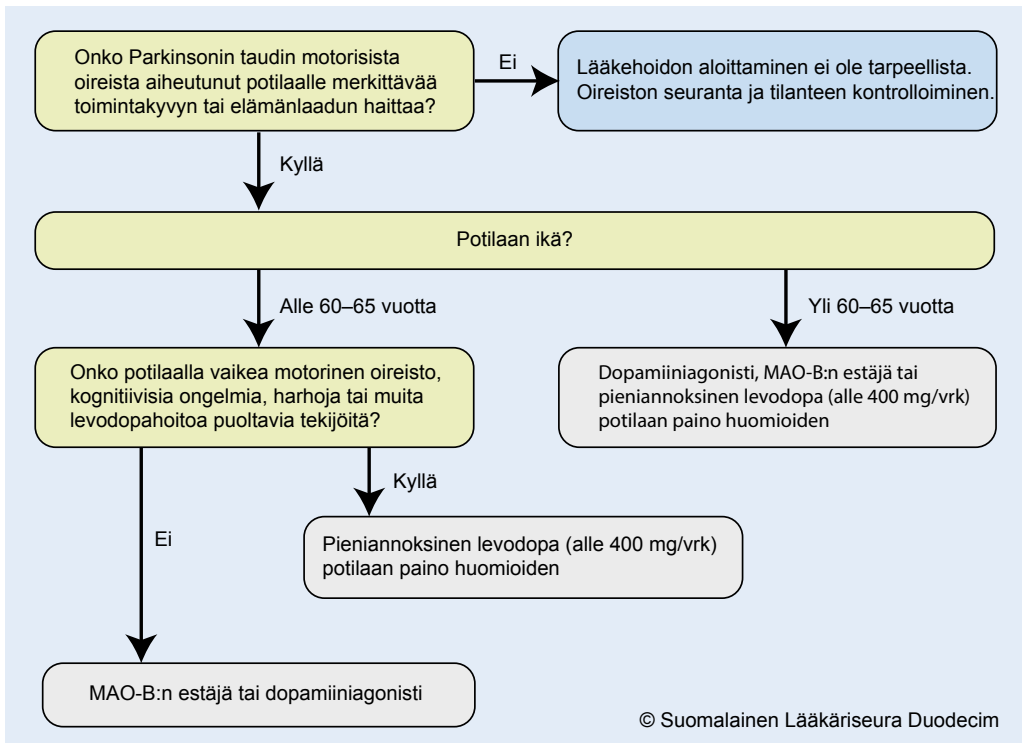 Onko Parkinsonin taudin motorisista
oireista aiheutunut potilaalle merkittävää
toimintakyvyn tai elämänlaadun haittaa?
Ei
Lääkehoidon aloittaminen ei ole tarpeellista.
Oireiston seuranta ja tilanteen kontrolloiminen.
Kyllä
Potilaan ikä?
Alle 60–65 vuotta
Yli 60–65 vuotta
Onko potilaalla vaikea motorinen oireisto,
kognitiivisia ongelmia, harhoja tai muita
levodopahoitoa puoltavia tekijöitä?
Dopamiiniagonisti, MAO-B:n estäjä tai
pieniannoksinen levodopa (alle 400 mg/vrk)
potilaan paino huomioiden
Kyllä
Ei
Pieniannoksinen levodopa (alle 400 mg/vrk)
potilaan paino huomioiden
MAO-B:n estäjä tai dopamiiniagonisti
© Suomalainen Lääkäriseura Duodecim